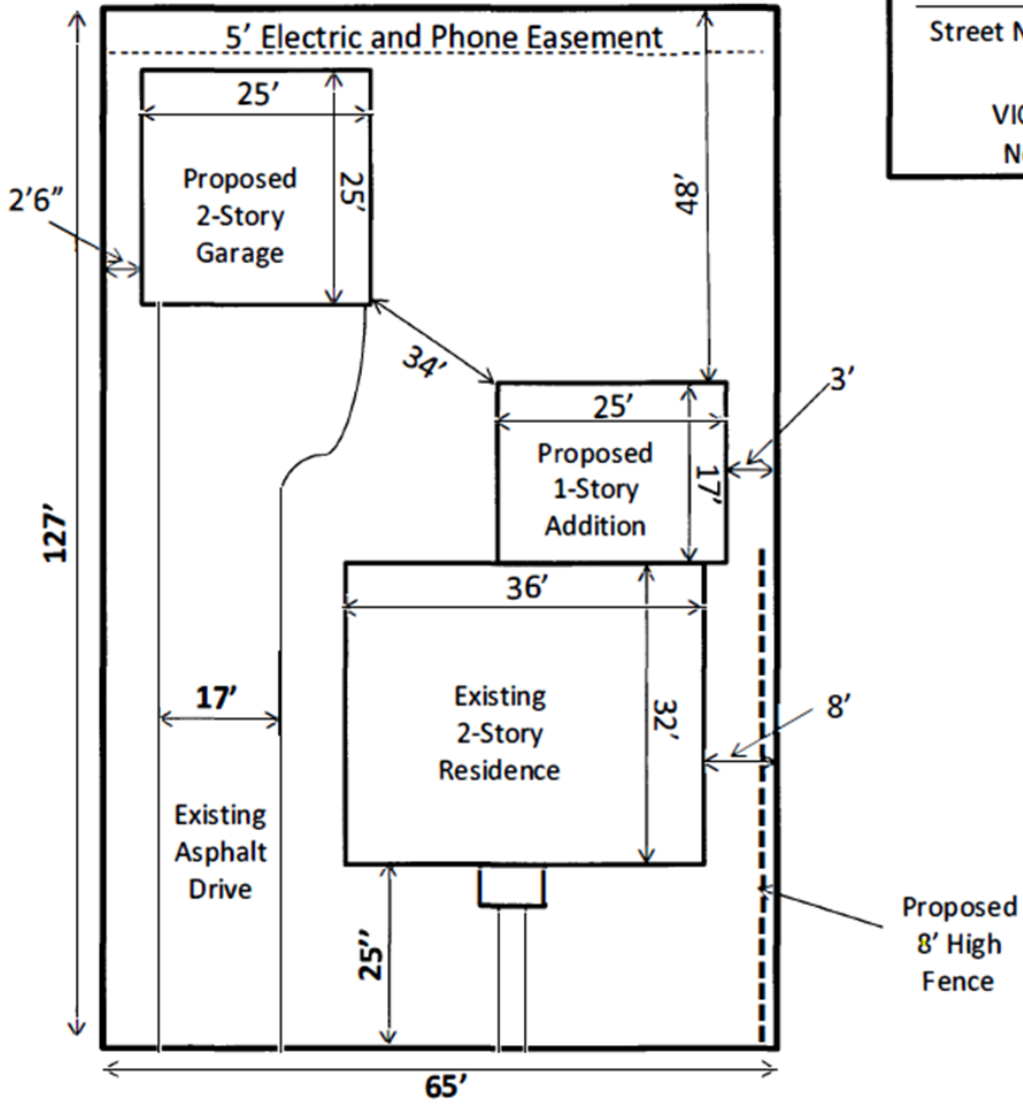 5’ Electric and Phone Easement
Street N
VIC
N
25’
25’
Proposed
2-Story
Garage
2’6”
48’
34’
3’
25’
17’
Proposed
1-Story
Addition
127’
36’
32’
Existing
2-Story
Residence
17’
8’
Existing
Asphalt
Drive
25’’
Proposed
8’ High
Fence
65’